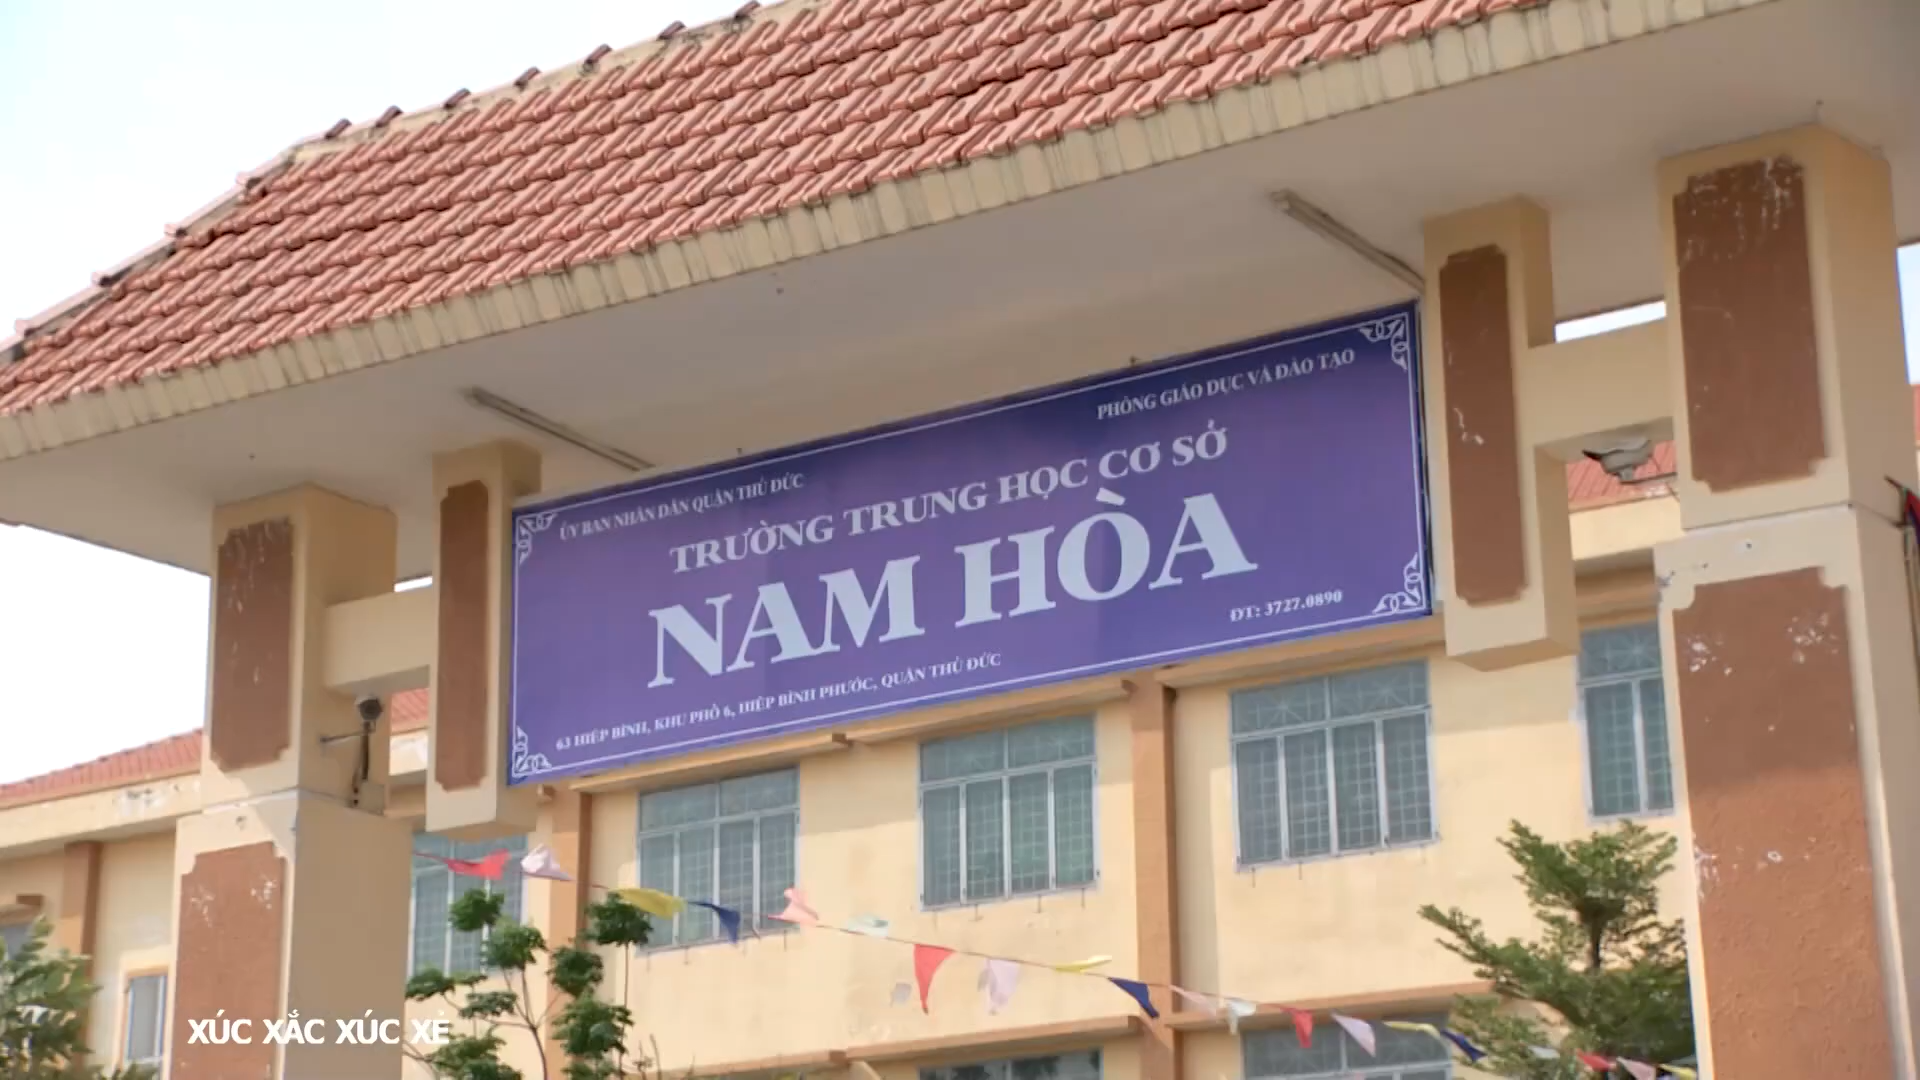 ỦY BAN NHÂN DÂN QUẬN THỦ ĐỨC
PHÒNG GIÁO DỤC VÀ ĐÀO TẠO
TRƯỜNG TRUNG HỌC CƠ SỞ
NAM HÒA
ĐT: 3727.0890
63 HIỆP BÌNH, KHU PHỐ 6, HIỆP BÌNH PHƯỚC, QUẬN THỦ ĐỨC
XÚC XẮC XÚC XẺ